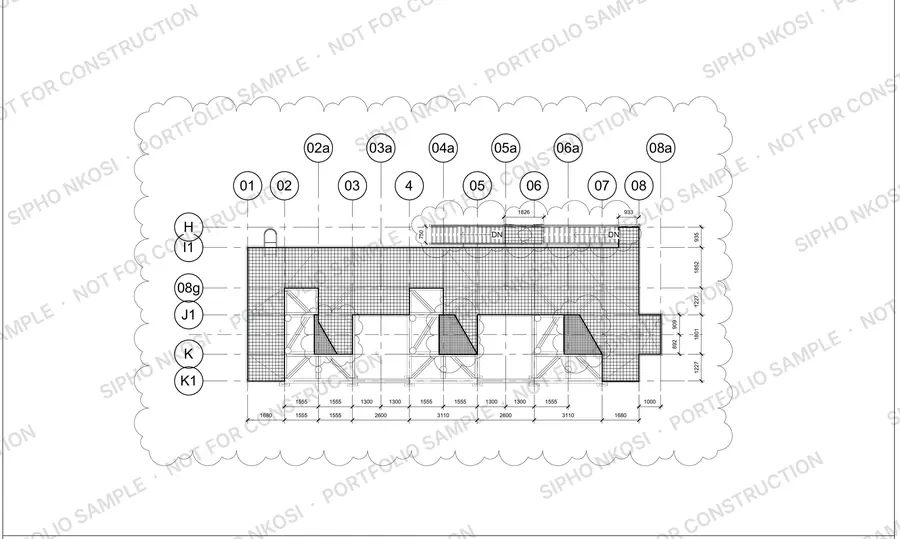 SIPHO NKOSI · PORTFOLIO SAMPLE · NOT FOR CONSTRUCTION
02a 03a 04a 05a 06a 08a
01 02 03 4 05 06 07 08
1826 933
H
750 DN DN 935
I1
1852
08g
1227
J1
909 1801
K
892
K1
1227
1555 1555 1300 1300 1555 1555 1300 1300 1555 1000
1680 1555 1555 2600 3110 2600 3110 1680